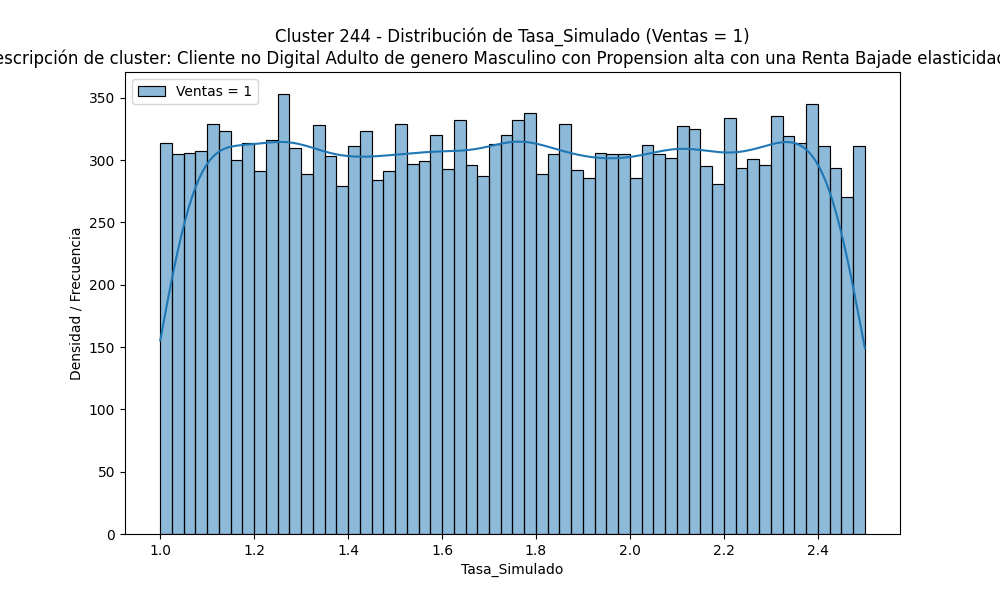 Cluster 244 - Distribución de Tasa_Simulado (Ventas = 1)
escripción de cluster: Cliente no Digital Adulto de genero Masculino con Propension alta con una Renta Bajade elasticidad
Ventas = 1
350
300
250
200
150
100
50
0
Densidad / Frecuencia
1.0 1.2 1.4 1.6 1.8 2.0 2.2 2.4
Tasa_Simulado